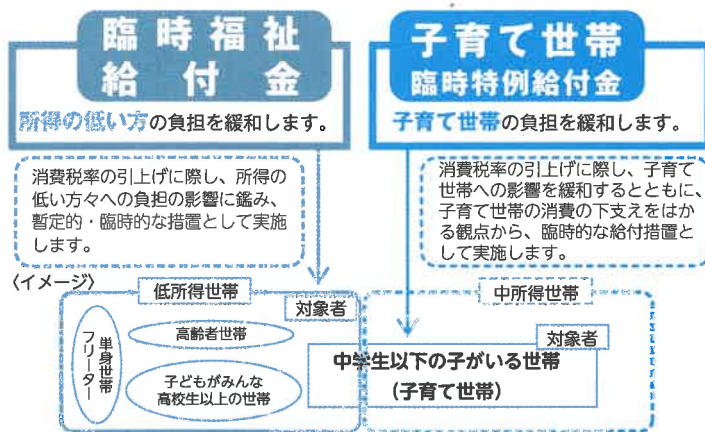 臨時福祉
給付金
所得の低い方の負担を緩和します。
消費税率の引上げに際し、所得の
低い方々への負担の影響に鑑み、
暫定的・臨時的な措置として実施
します。
子育て世帯
臨時特例給付金
子育て世帯の負担を緩和します。
消費税率の引上げに際し、子育て
世帯への影響を緩和するとともに、
子育て世帯の消費の下支えをはか
る観点から、臨時的な給付措置と
して実施します。
〈イメージ〉
低所得世帯
対象者
単身世帯
フリーター
高齢者世帯
子どもがみんな
高校生以上の世帯
中所得世帯
対象者
中学生以下の子がいる世帯
(子育て世帯)